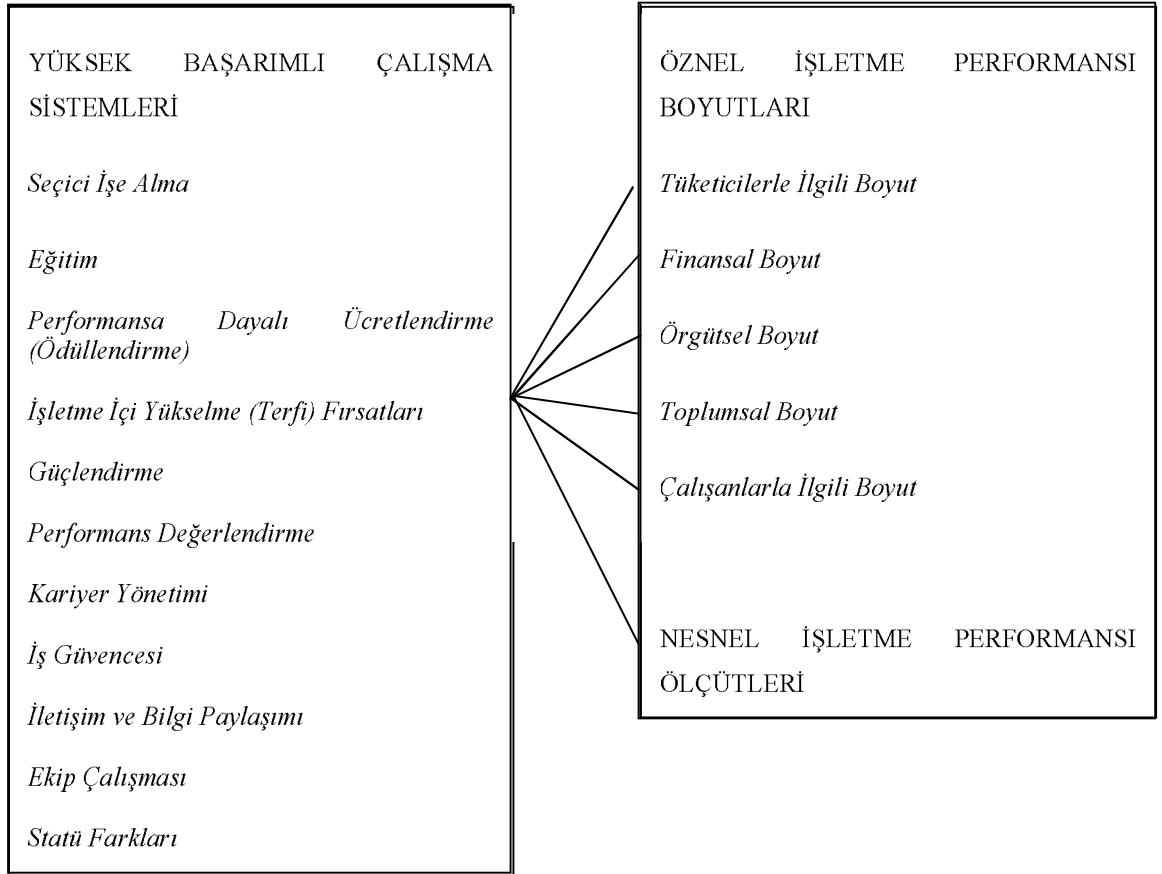 YÜKSEK BAŞARIMLI ÇALIŞMA
SİSTEMLERİ
Seçici İşe Alma
Eğitim
Performansa Dayalı Ücretlendirme
(Ödüllendirme)
İşletme İçi Yükselme (Terfi) Fırsatları
Güçlendirme
Performans Değerlendirme
Kariyer Yönetimi
İş Güvencesi
İletişim ve Bilgi Paylaşımı
Ekip Çalışması
Statü Farkları
ÖZNEL İŞLETME PERFORMANSI
BOYUTLARI
Tüketicilerle İlgili Boyut
Finansal Boyut
Örgütsel Boyut
Toplumsal Boyut
Çalışanlarla İlgili Boyut
NESNEL İŞLETME PERFORMANSI
ÖLÇÜTLERİ